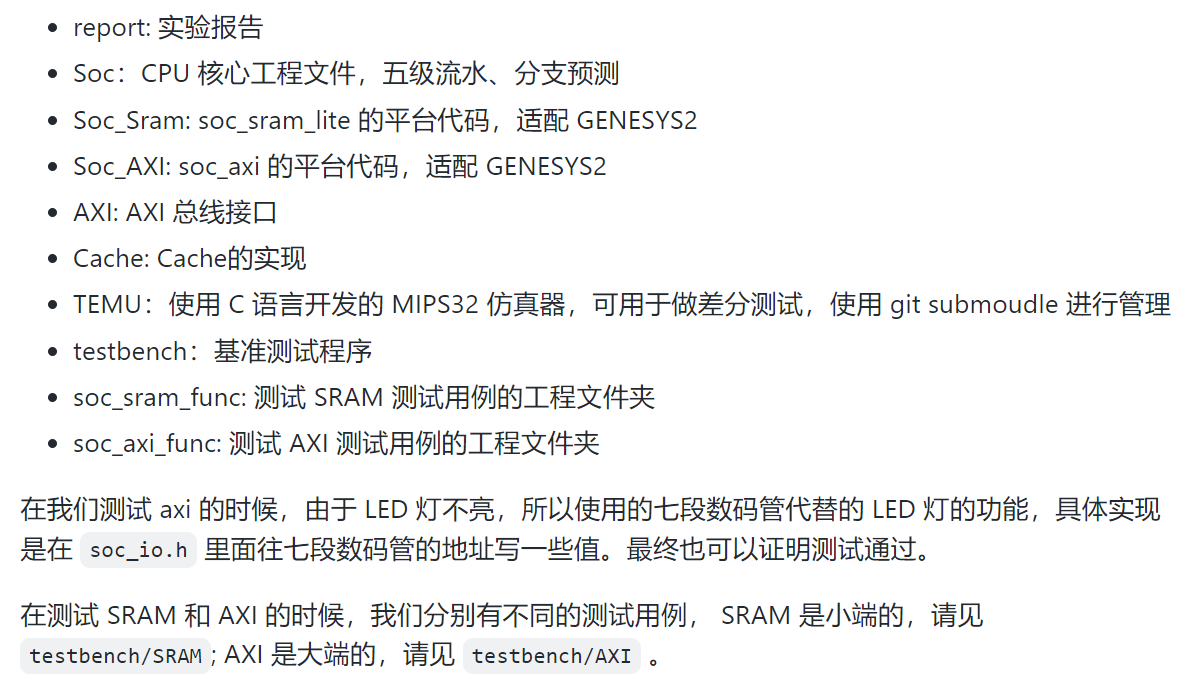 report: 实验报告
Soc：CPU 核心工程文件，五级流水、分支预测
Soc_Sram: soc_sram_lite 的平台代码，适配 GENESYS2
Soc_AXI: soc_axi 的平台代码，适配 GENESYS2
AXI: AXI 总线接口
Cache: Cache的实现
TEMU：使用 C 语言开发的 MIPS32 仿真器，可用于做差分测试，使用 git submoudle 进行管理
testbench：基准测试程序
soc_sram_func: 测试 SRAM 测试用例的工程文件夹
soc_axi_func: 测试 AXI 测试用例的工程文件夹
在我们测试 axi 的时候，由于 LED 灯不亮，所以使用的七段数码管代替的 LED 灯的功能，具体实现
是在 soc_io.h 里面往七段数码管的地址写一些值。最终也可以证明测试通过。
在测试 SRAM 和 AXI 的时候，我们分别有不同的测试用例， SRAM 是小端的，请见
testbench/SRAM; AXI 是大端的，请见 testbench/AXI 。